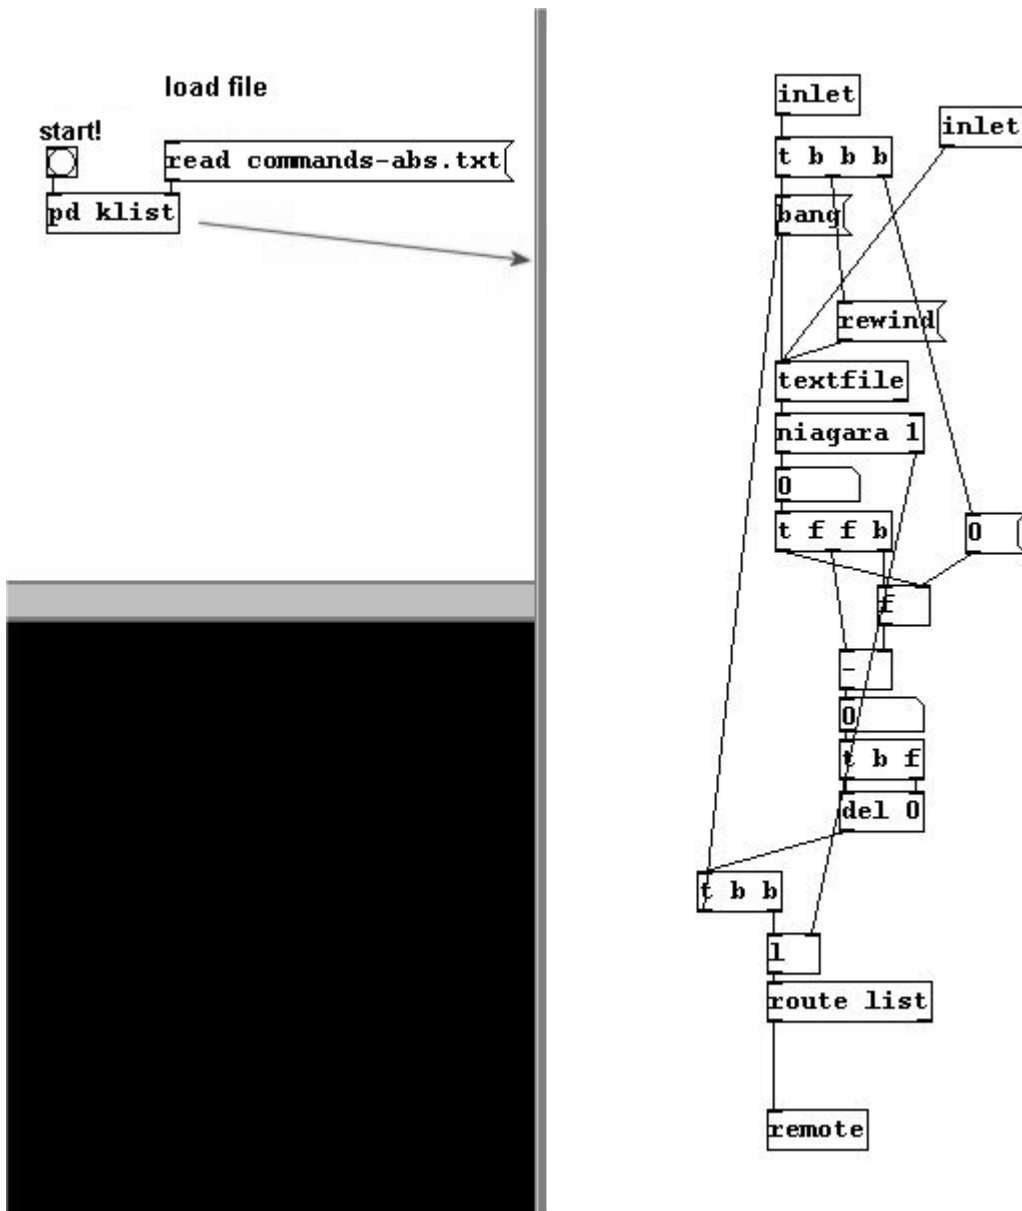 load file
start!
read commands-abs.txt
pd klist
inlet
inlet
t b b b
bang
rewind
textfile
niagara 1
0
t f f b
0
f
-
0
t b f
del 0
t b b
l
route list
remote